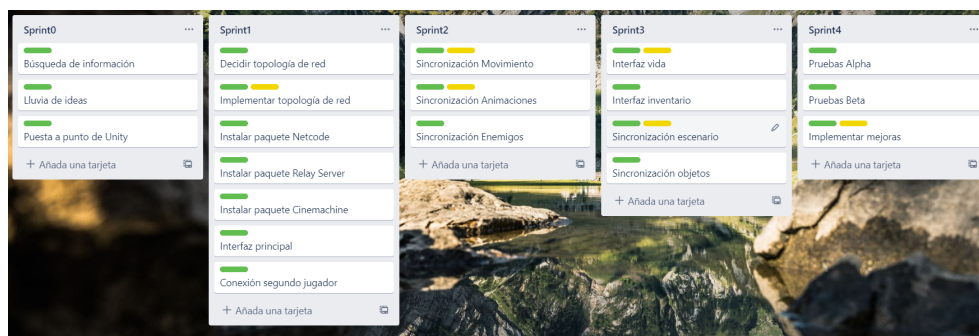 Sprint0
Búsqueda de información
Lluvia de ideas
Puesta a punto de Unity
+ Añada una tarjeta
Sprint1
Decidir topología de red
Implementar topología de red
Instalar paquete Netcode
Instalar paquete Relay Server
Instalar paquete Cinemachine
Interfaz principal
Conexión segundo jugador
+ Añada una tarjeta
Sprint2
Sincronización Movimiento
Sincronización Animaciones
Sincronización Enemigos
+ Añada una tarjeta
Sprint3
Interfaz vida
Interfaz inventario
Sincronización escenario
Sincronización objetos
+ Añada una tarjeta
Sprint4
Pruebas Alpha
Pruebas Beta
Implementar mejoras
+ Añada una tarjeta